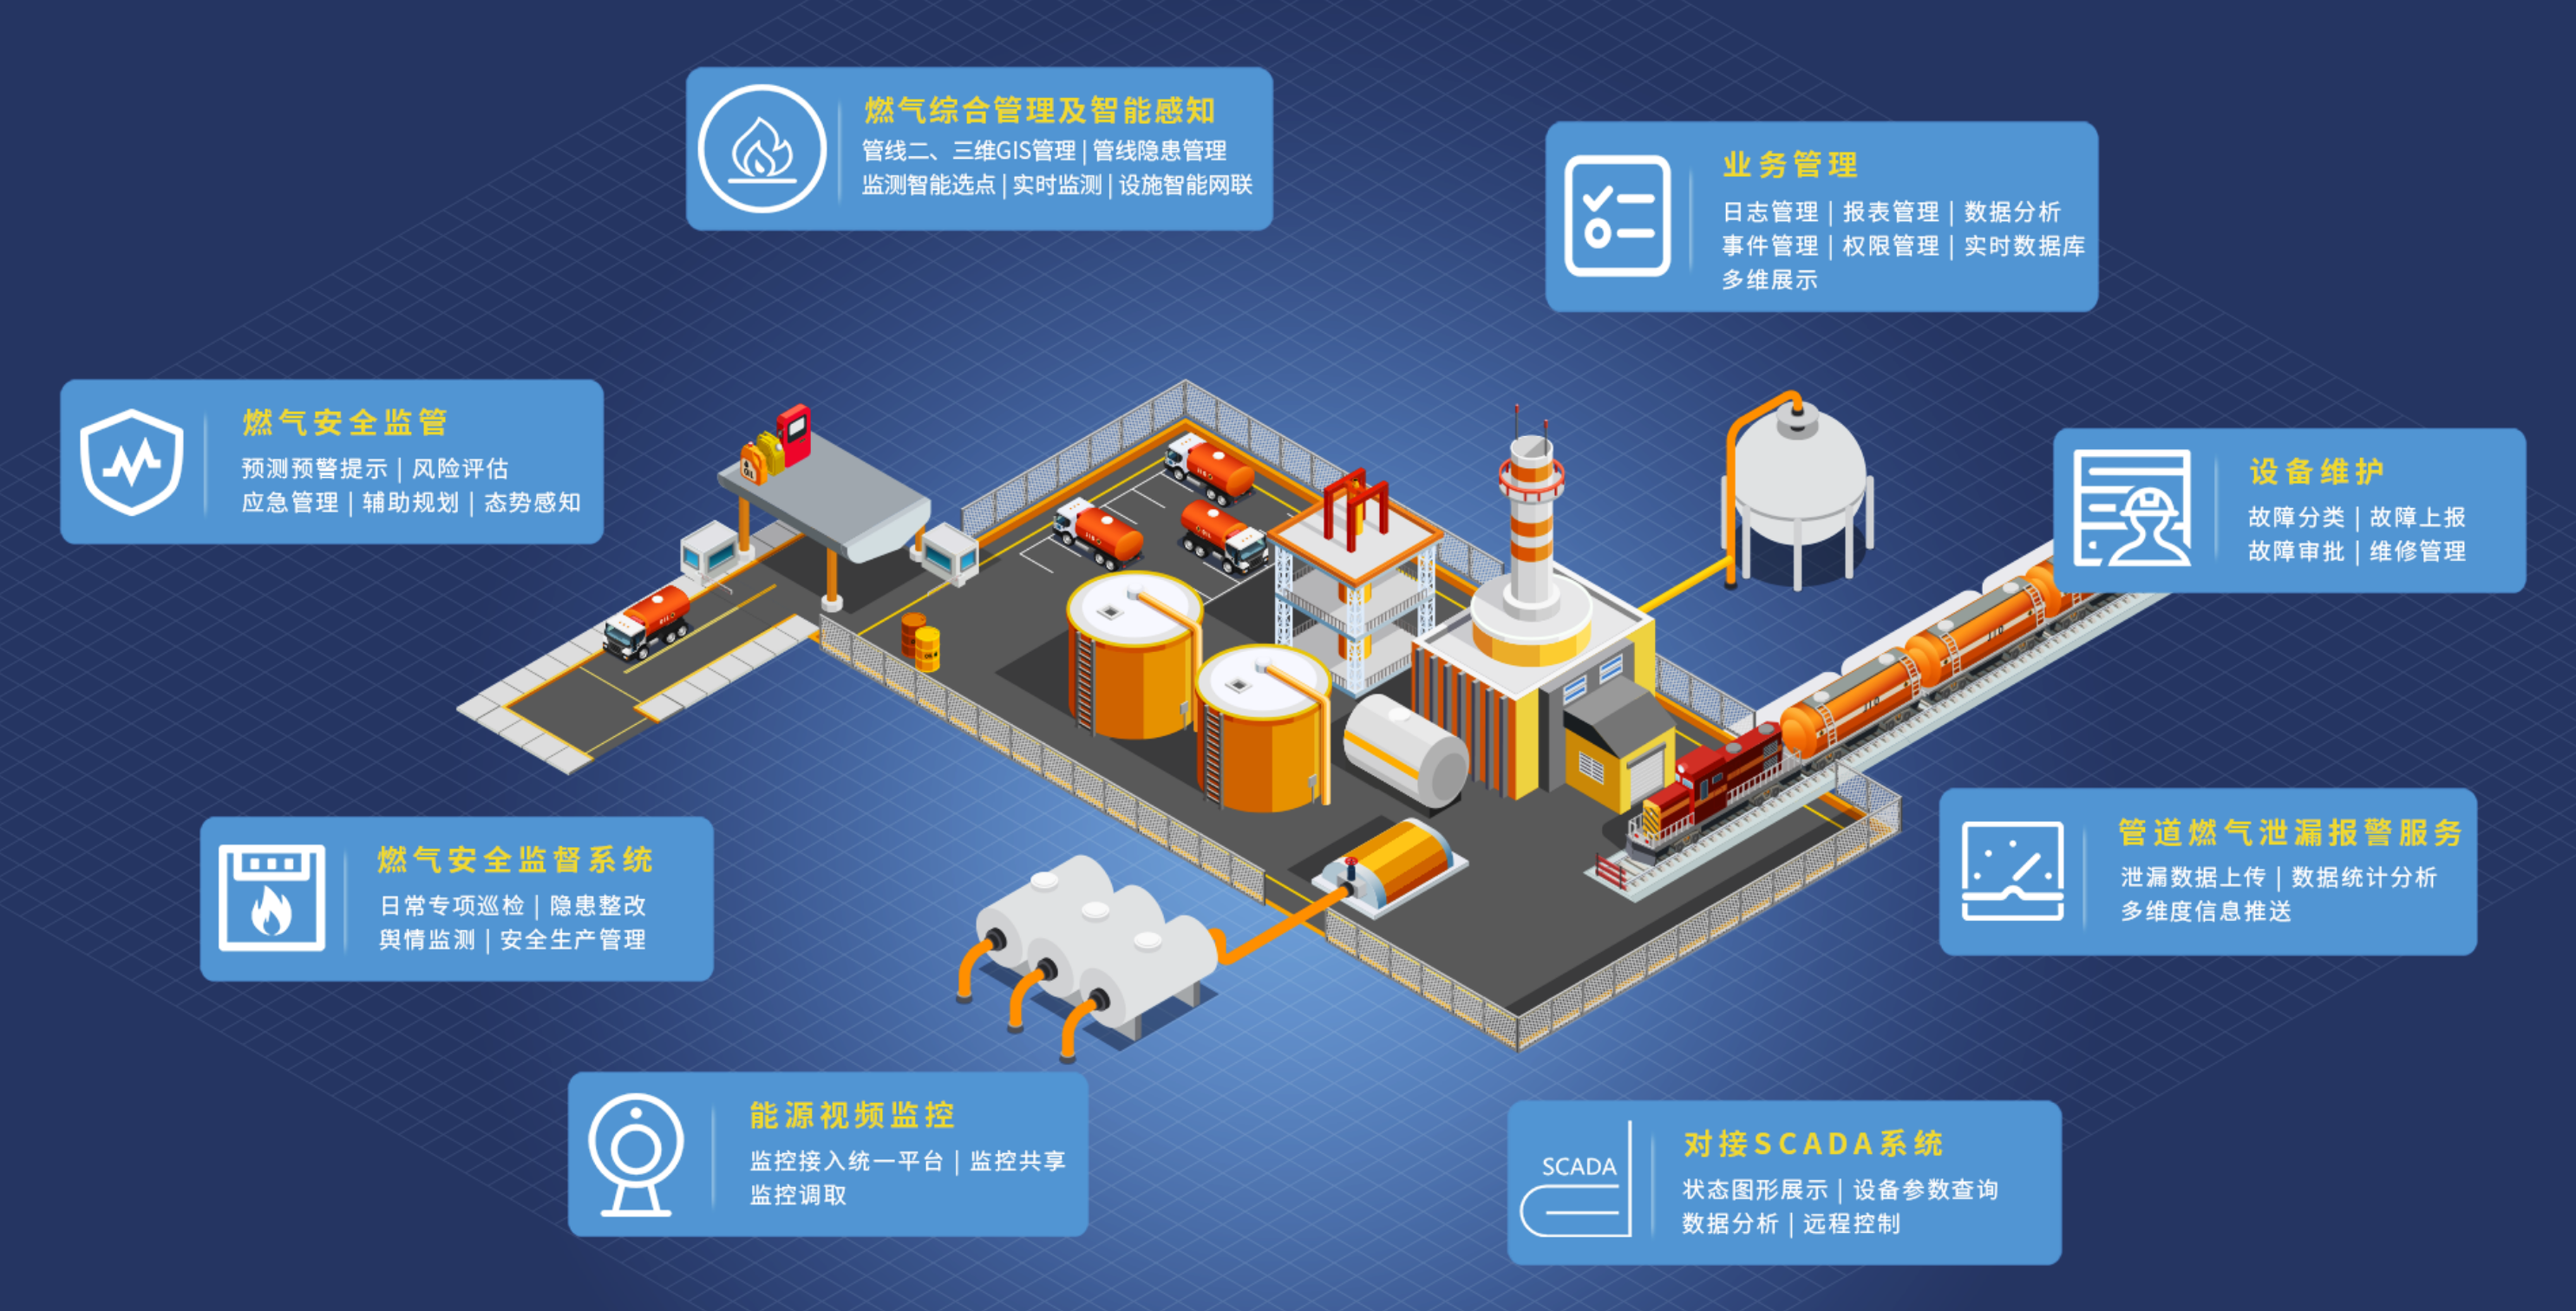 燃气综合管理及智能感知
管线二、三维GIS管理 | 管线隐患管理
监测智能选点 | 实时监测 | 设施智能网联
业务管理
日志管理 | 报表管理 | 数据分析
事件管理 | 权限管理 | 实时数据库
多维展示
燃气安全监管
预测预警提示 | 风险评估
应急管理 | 辅助规划 | 态势感知
设备维护
故障分类 | 故障上报
故障审批 | 维修管理
燃气安全监督系统
日常专项巡检 | 隐患整改
舆情监测 | 安全生产管理
管道燃气泄漏报警服务
泄漏数据上传 | 数据统计分析
多维度信息推送
能源视频监控
监控接入统一平台 | 监控共享
监控调取
SCADA
对接SCADA系统
状态图形展示 | 设备参数查询
数据分析 | 远程控制